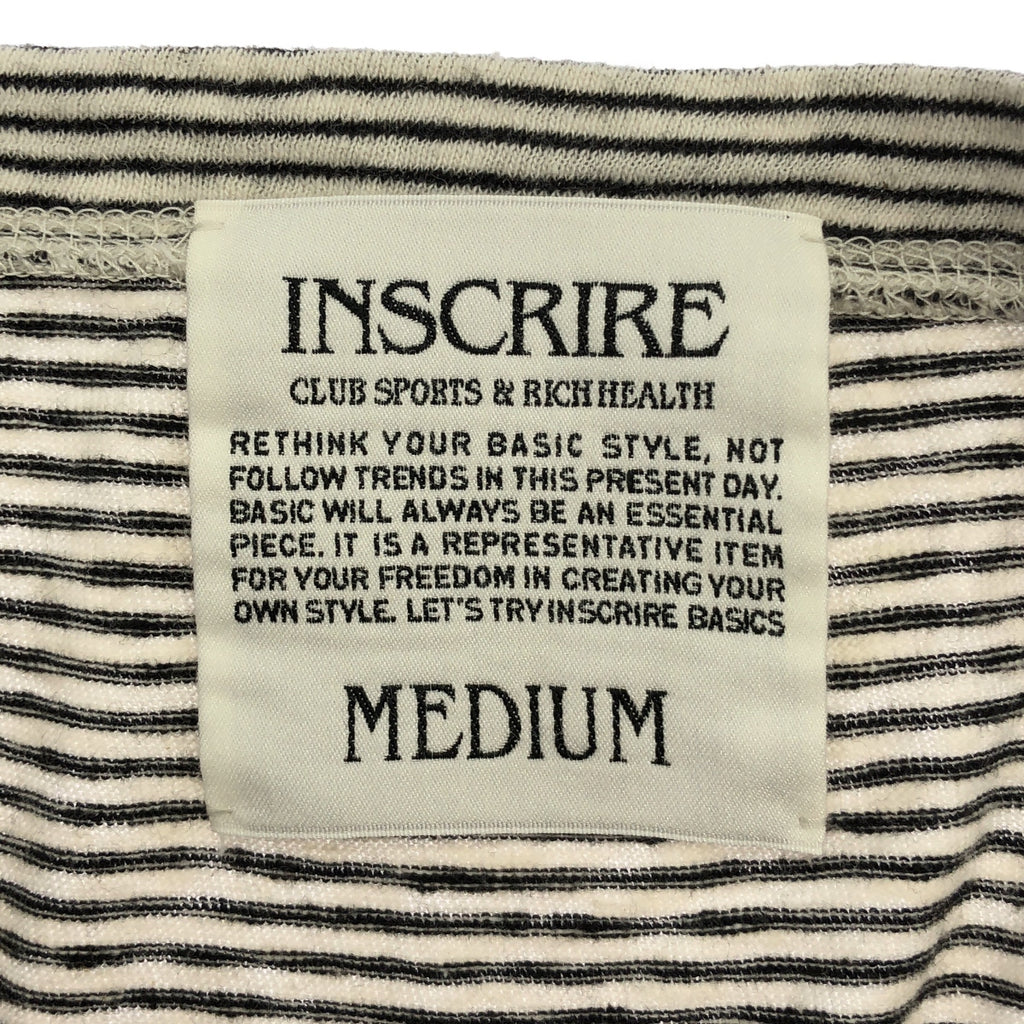 INSCRIRE
CLUB SPORTS & RICH HEALTH
RETHINK YOUR BASIC STYLE, NOT
FOLLOW TRENDS IN THIS PRESENT DAY.
BASIC WILL ALWAYS BE AN ESSENTIAL
PIECE. IT IS A REPRESENTATIVE ITEM
FOR YOUR FREEDOM IN CREATING YOUR
OWN STYLE. LET'S TRY INSCRIRE BASICS
MEDIUM